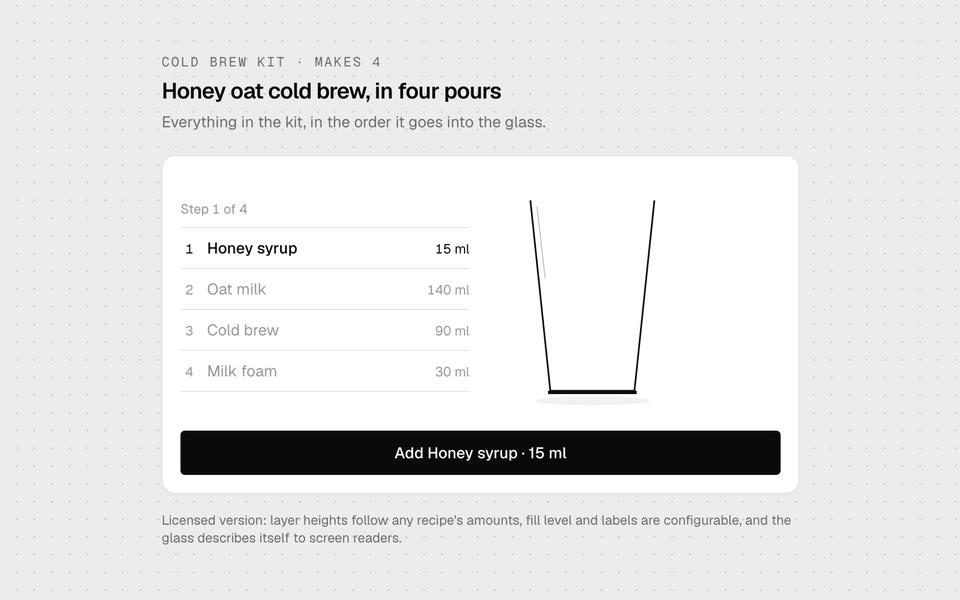 COLD BREW KIT · MAKES 4
Honey oat cold brew, in four pours
Everything in the kit, in the order it goes into the glass.
Step 1 of 4
1 Honey syrup 15 ml
2 Oat milk 140 ml
3 Cold brew 90 ml
4 Milk foam 30 ml
Add Honey syrup · 15 ml
Licensed version: layer heights follow any recipe's amounts, fill level and labels are configurable, and the
glass describes itself to screen readers.